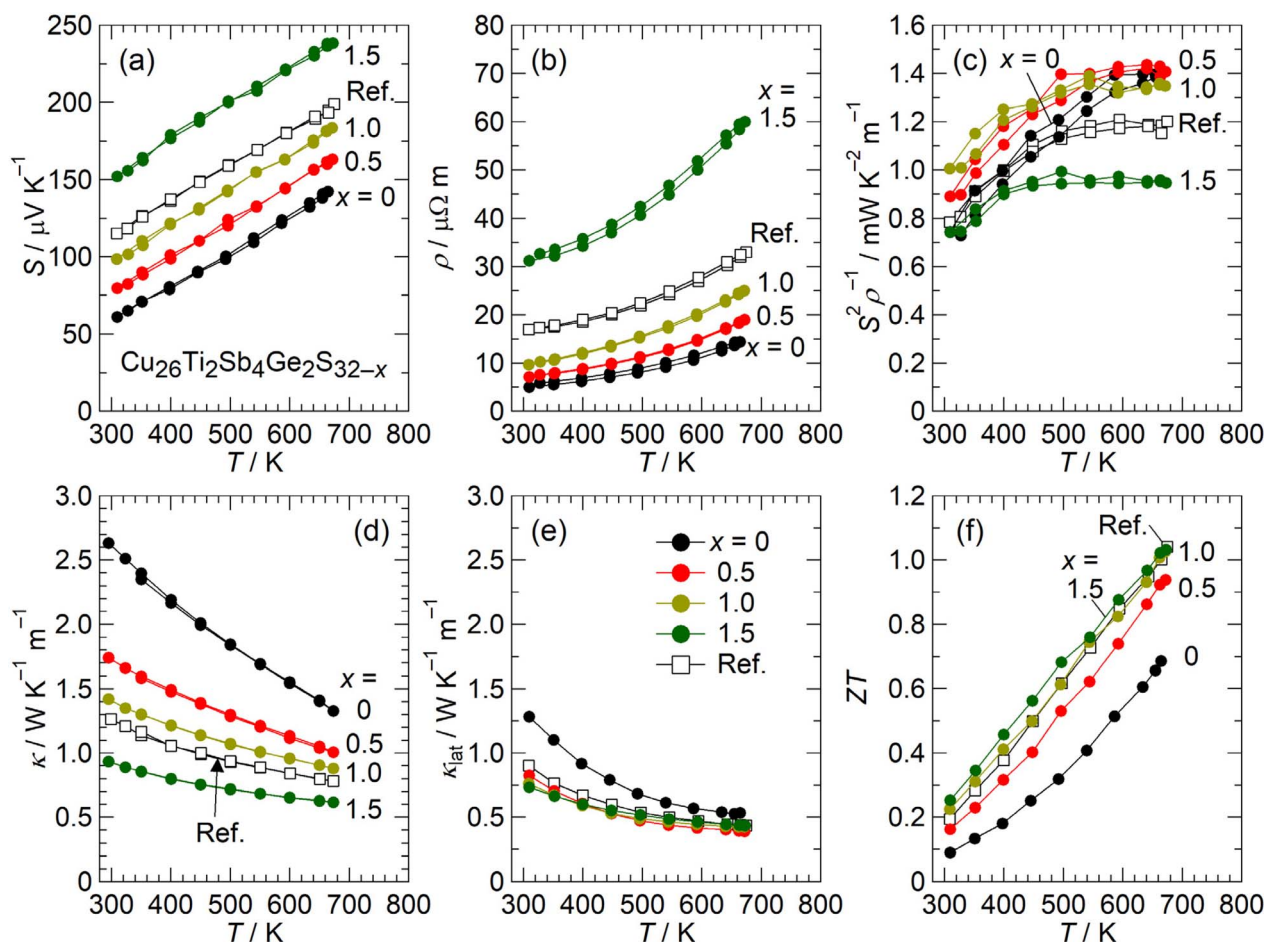 (a)
S / μV K⁻¹
250
200
150
100
50
0
1.5
Ref.
1.0
0.5
x = 0
Cu₂₆Ti₂Sb₄Ge₂S₃₂₋ₓ
300 400 500 600 700 800
T / K
(b)
ρ / μΩ m
80
70
60
50
40
30
20
10
0
x =
1.5
Ref.
1.0
0.5
x = 0
300 400 500 600 700 800
T / K
(c)
S² ρ⁻¹ / mW K⁻² m⁻¹
1.6
1.4
1.2
1.0
0.8
0.6
0.4
0.2
0
x = 0
0.5
1.0
Ref.
1.5
300 400 500 600 700 800
T / K
(d)
κ / W K⁻¹ m⁻¹
3.0
2.5
2.0
1.5
1.0
0.5
0
x =
0
0.5
1.0
1.5
Ref.
300 400 500 600 700 800
T / K
(e)
κlat / W K⁻¹ m⁻¹
3.0
2.5
2.0
1.5
1.0
0.5
0
x = 0
0.5
1.0
1.5
Ref.
300 400 500 600 700 800
T / K
(f)
ZT
1.2
1.0
0.8
0.6
0.4
0.2
0
Ref.
x =
1.5
1.0
0.5
0
300 400 500 600 700 800
T / K